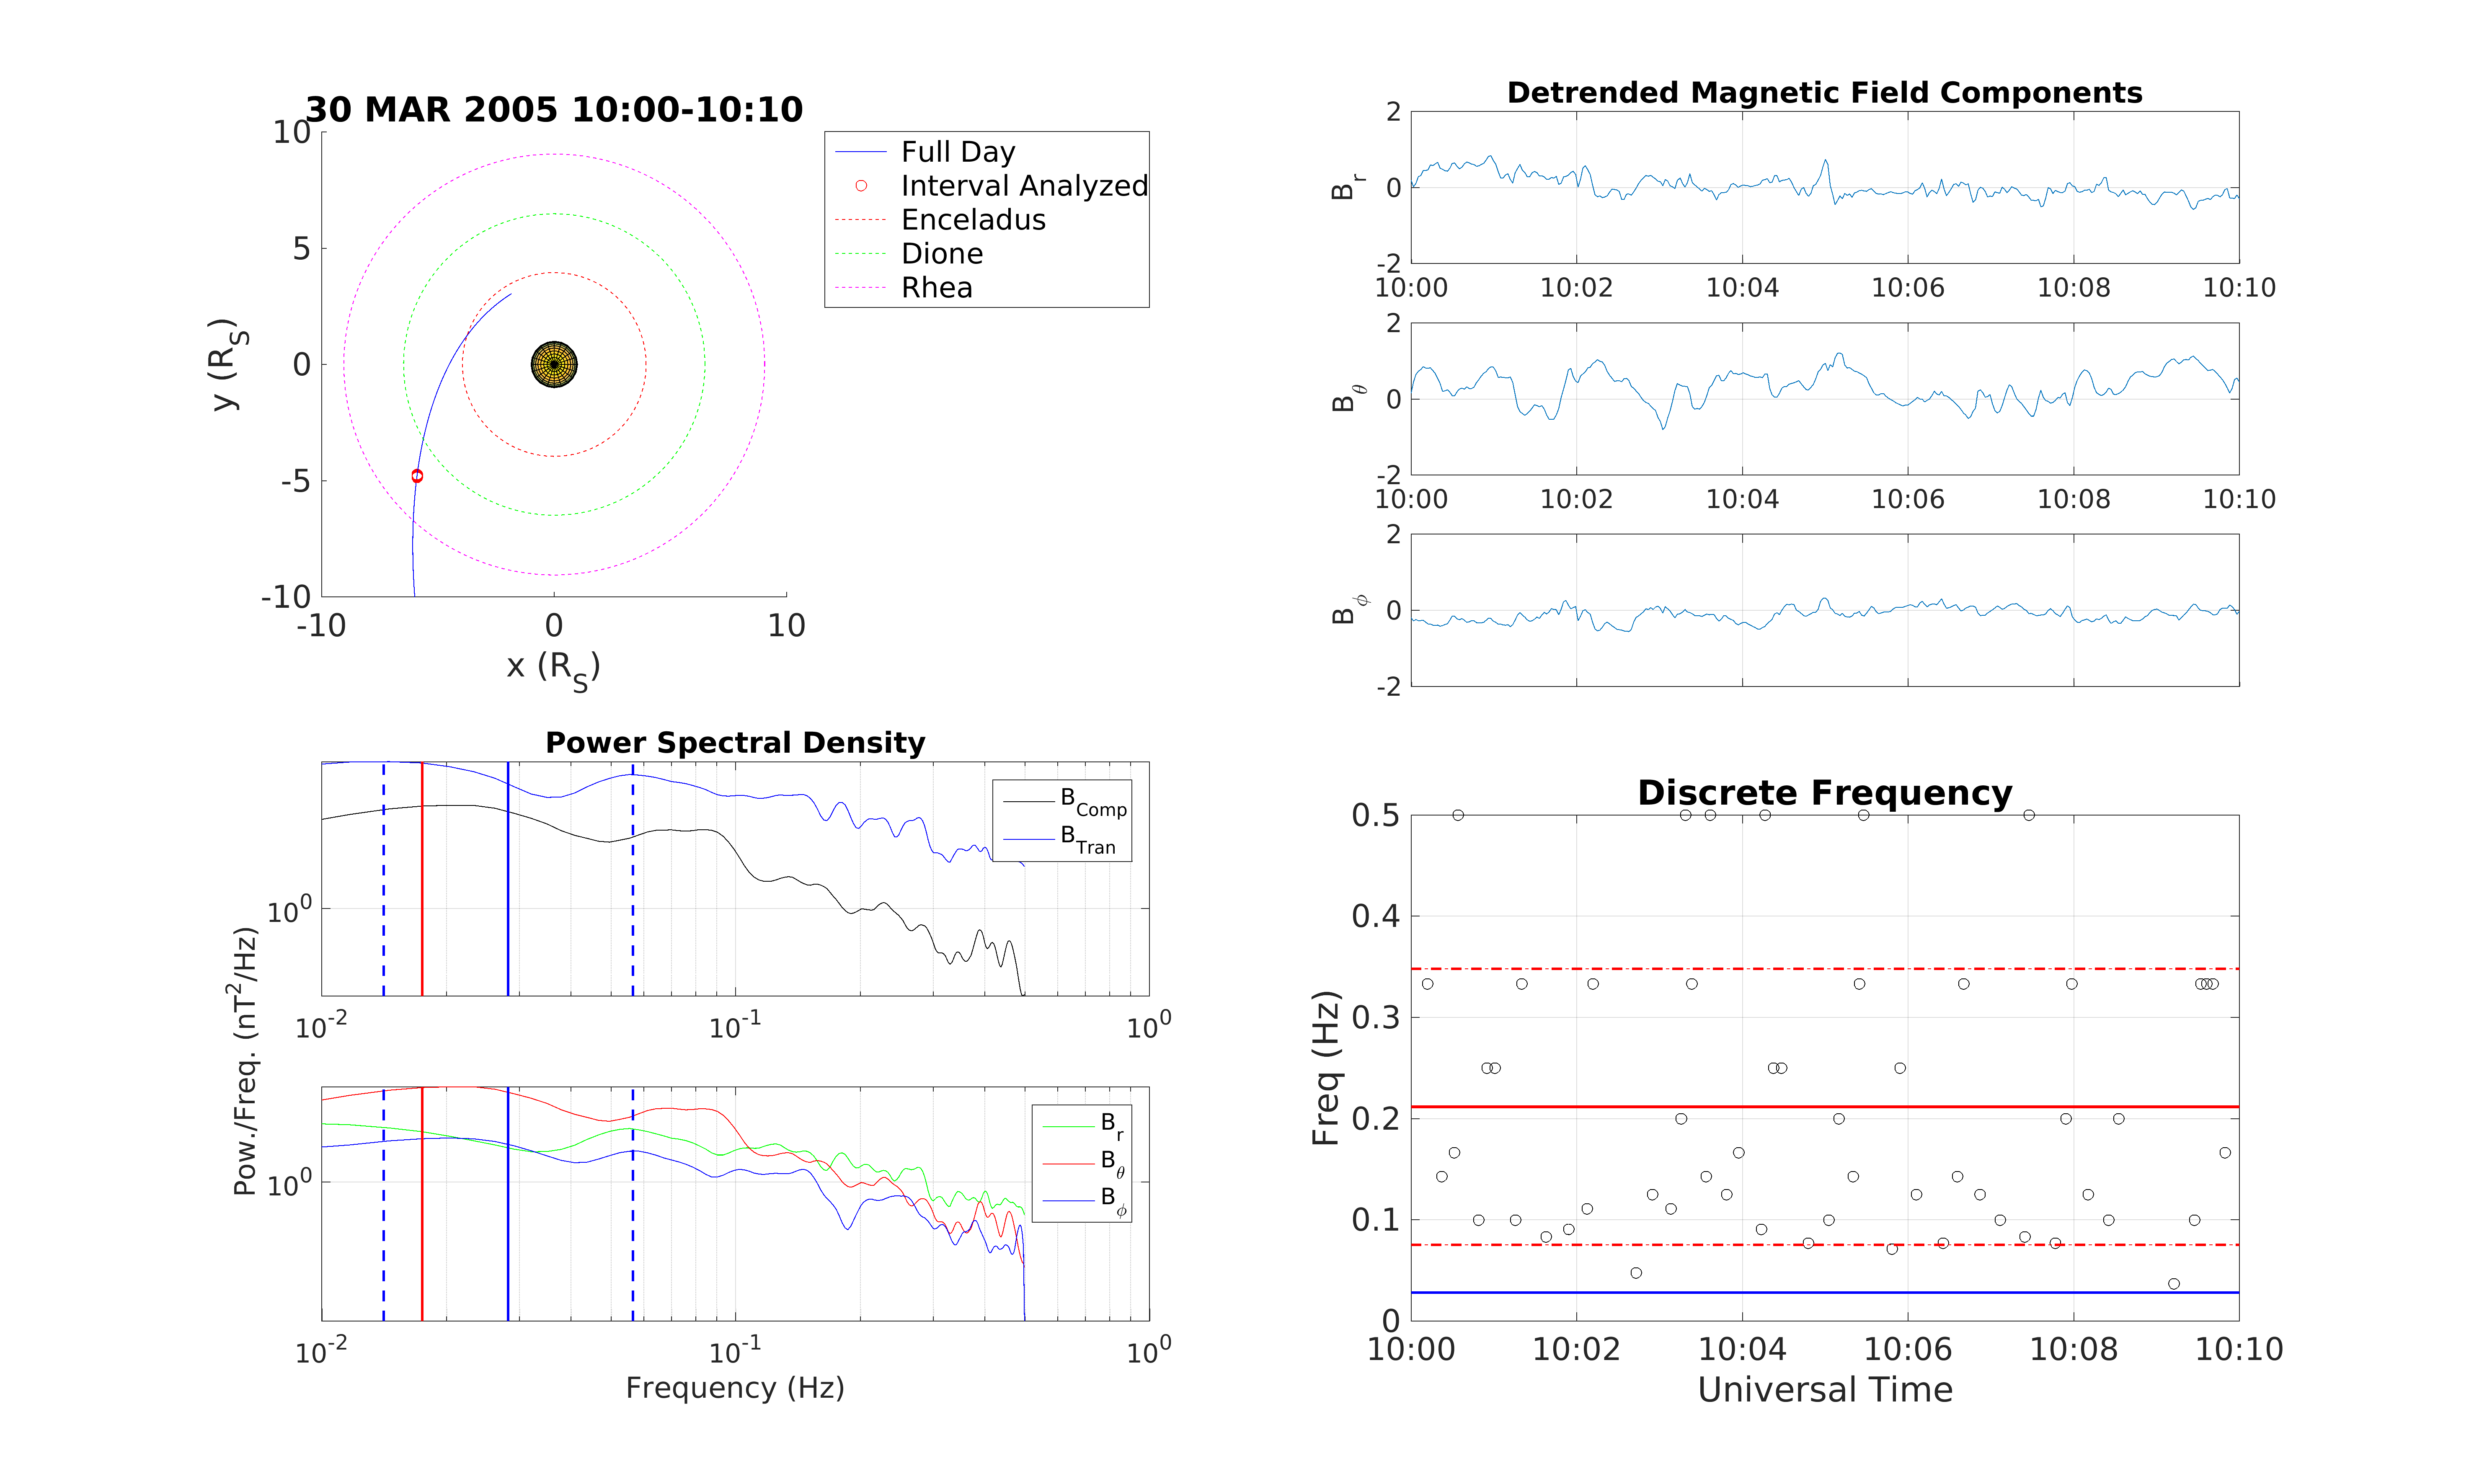 30 MAR 2005 10:00-10:10
10
5
0
-5
-10
-10
0
10
y (R_S)
x (R_S)
Full Day
Interval Analyzed
Enceladus
Dione
Rhea
Detrended Magnetic Field Components
B_r
2
0
-2
10:00
10:02
10:04
10:06
10:08
10:10
B_θ
2
0
-2
10:00
10:02
10:04
10:06
10:08
10:10
B_ϕ
2
0
-2
Power Spectral Density
B_Comp
B_Tran
10^0
10^-2
10^-1
10^0
Pow./Freq. (nT^2/Hz)
B_r
B_θ
B_ϕ
10^0
10^-2
10^-1
10^0
Frequency (Hz)
Discrete Frequency
0.5
0.4
0.3
0.2
0.1
0
Freq (Hz)
10:00
10:02
10:04
10:06
10:08
10:10
Universal Time